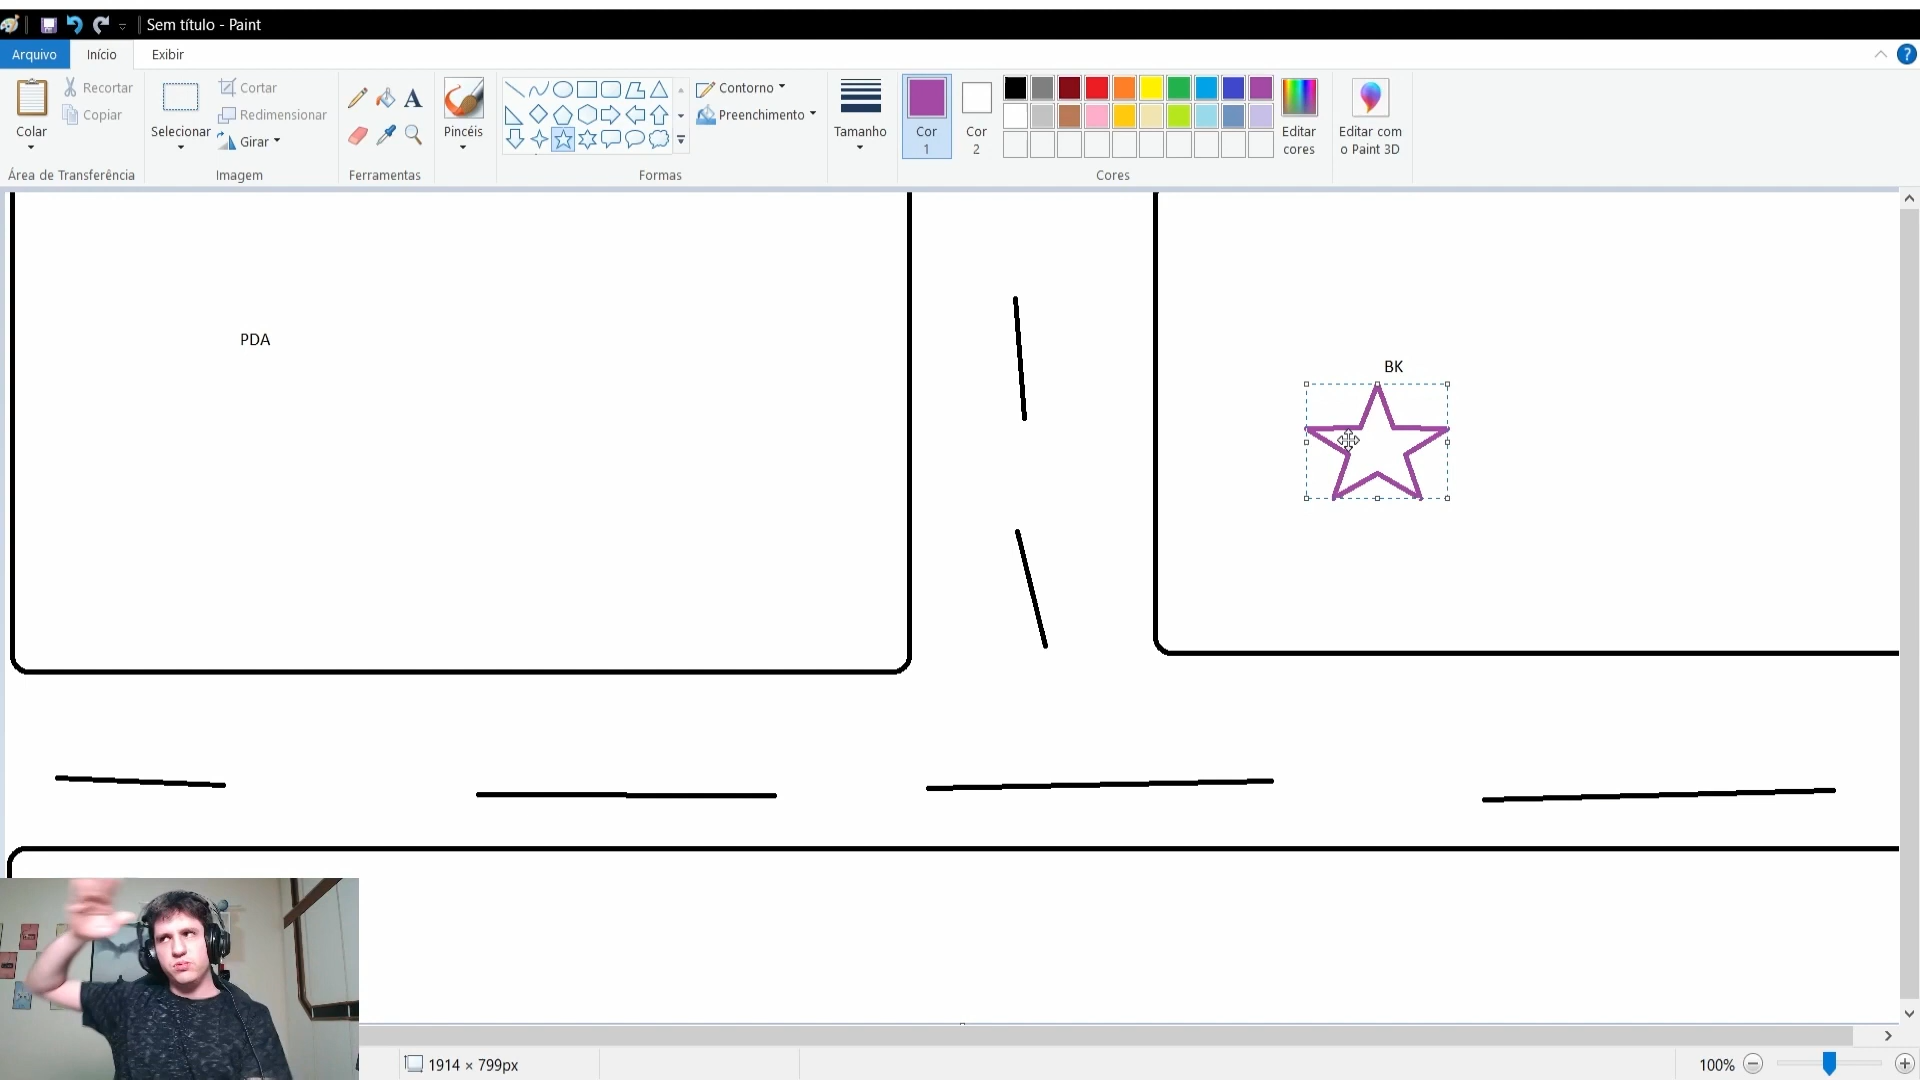 Sem título - Paint
Arquivo Início Exibir
Colar
Recortar
Copiar
Área de Transferência
Selecionar
Cortar
Redimensionar
Girar
Imagem
A
Ferramentas
Pincéis
Contorno
Preenchimento
Formas
Tamanho
Cor 1
Cor 2
Editar cores
Editar com o Paint 3D
Cores
?
PDA
BK
1914 × 799px
100%